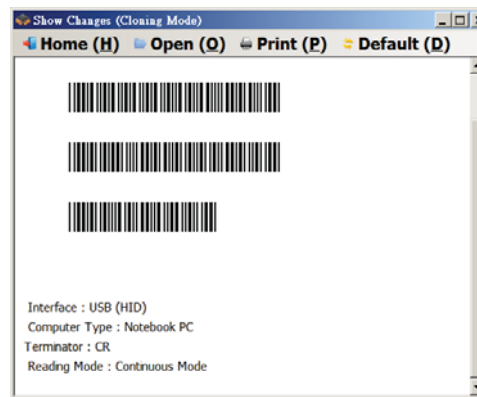 Show Changes (Cloning Mode)
Home (H) Open (O) Print (P) Default (D)
Interface : USB (HID)
Computer Type : Notebook PC
Terminator : CR
Reading Mode : Continuous Mode